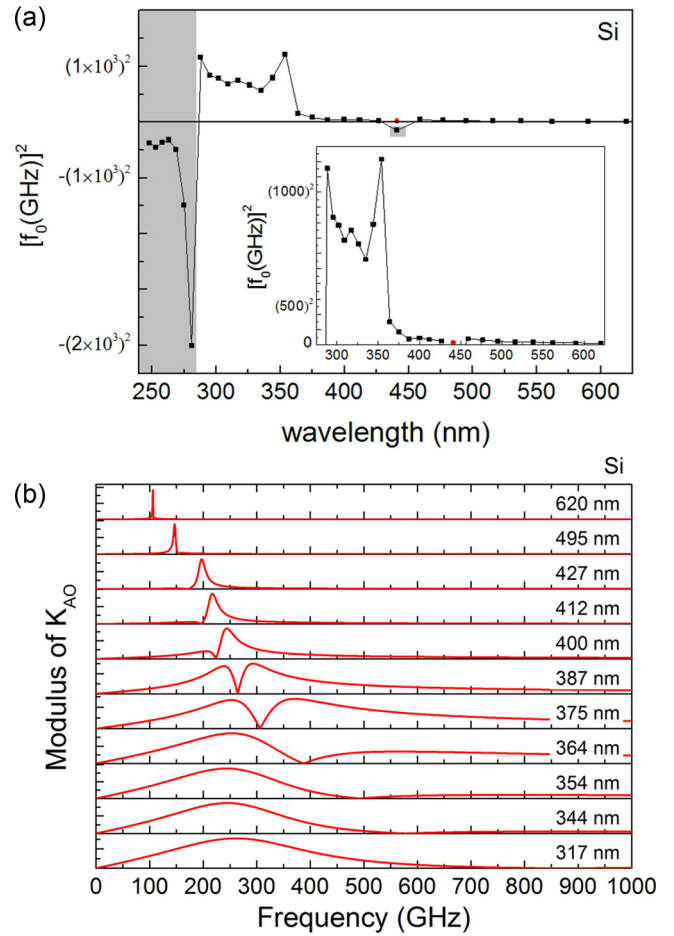 (a)
Si
(1×10³)²
-(1×10³)²
-(2×10³)²
[f₀(GHz)]²
(1000)²
(500)²
0
[f₀(GHz)]²
300 350 400 450 500 550 600
250 300 350 400 450 500 550 600
wavelength (nm)
Si
(b)
620 nm
495 nm
427 nm
412 nm
400 nm
387 nm
375 nm
364 nm
354 nm
344 nm
317 nm
Modulus of K_AO
0 100 200 300 400 500 600 700 800 900 1000
Frequency (GHz)